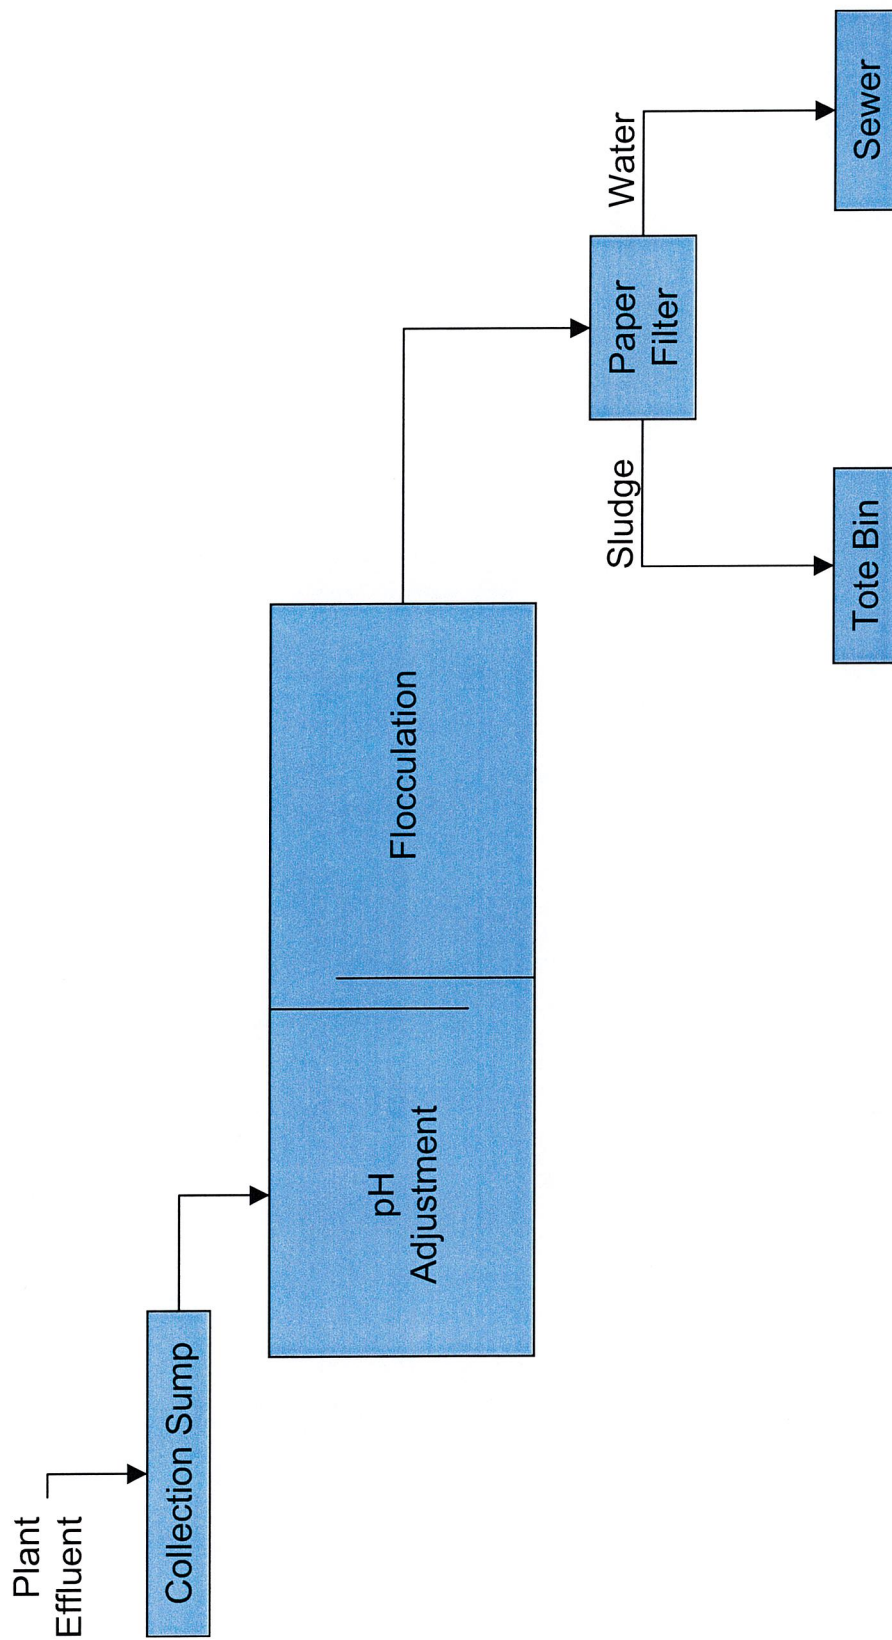 Plant
Effluent
Collection Sump
pH
Adjustment
Flocculation
Paper
Filter
Sludge
Water
Tote Bin
Sewer